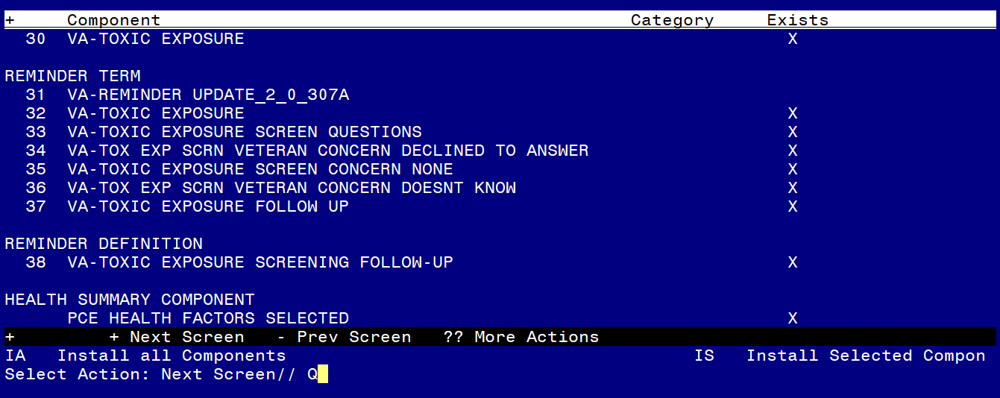 +     Component                                             Category     Exists
  30  VA-TOXIC EXPOSURE                                                    X
REMINDER TERM
  31  VA-REMINDER UPDATE_2_0_307A
  32  VA-TOXIC EXPOSURE                                                    X
  33  VA-TOXIC EXPOSURE SCREEN QUESTIONS                                   X
  34  VA-TOX EXP SCRN VETERAN CONCERN DECLINED TO ANSWER                   X
  35  VA-TOXIC EXPOSURE SCREEN CONCERN NONE                                X
  36  VA-TOX EXP SCRN VETERAN CONCERN DOESNT KNOW                          X
  37  VA-TOXIC EXPOSURE FOLLOW UP                                          X
REMINDER DEFINITION
  38  VA-TOXIC EXPOSURE SCREENING FOLLOW-UP                                X
HEALTH SUMMARY COMPONENT
      PCE HEALTH FACTORS SELECTED                                          X
+         + Next Screen   - Prev Screen   ?? More Actions
IA   Install all Components                                       IS   Install Selected Compon
Select Action: Next Screen// Q